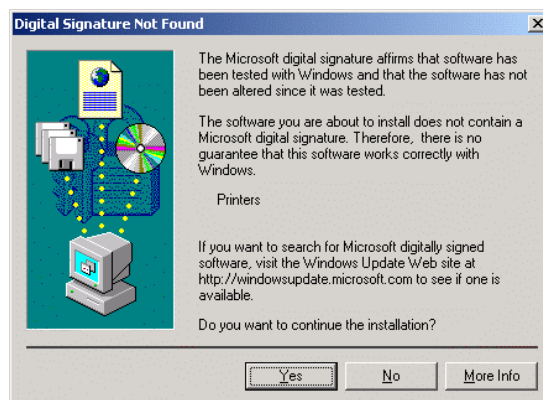 Digital Signature Not Found
The Microsoft digital signature affirms that software has
been tested with Windows and that the software has not
been altered since it was tested.
The software you are about to install does not contain a
Microsoft digital signature. Therefore, there is no
guarantee that this software works correctly with
Windows.
Printers
If you want to search for Microsoft digitally signed
software, visit the Windows Update Web site at
http://windowsupdate.microsoft.com to see if one is
available.
Do you want to continue the installation?
Yes No More Info